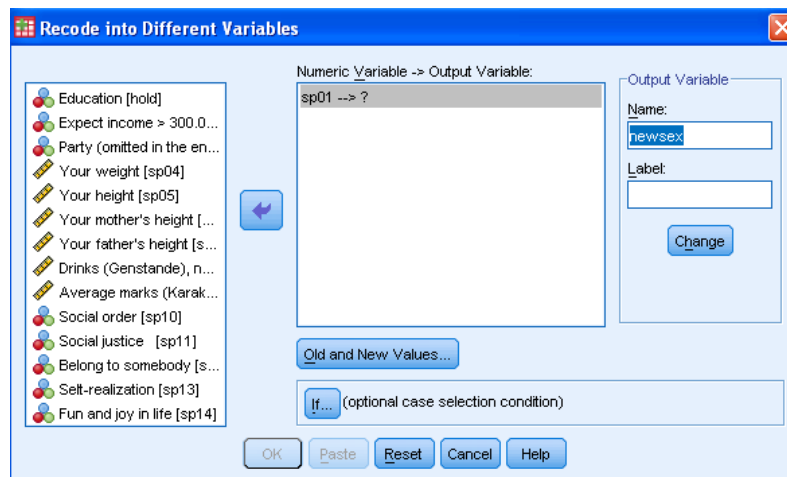 Recode into Different Variables
Education [hold]
Expect income > 300.0...
Party (omitted in the en...
Your weight [sp04]
Your height [sp05]
Your mother's height [...
Your father's height [s...
Drinks (Genstande), n...
Average marks (Karak...
Social order [sp10]
Social justice [sp11]
Belong to somebody [s...
Self-realization [sp13]
Fun and joy in life [sp14]
Numeric Variable -> Output Variable:
sp01 --> ?
Output Variable
Name:
newsex
Label:
Change
Old and New Values...
If... (optional case selection condition)
OK Paste Reset Cancel Help